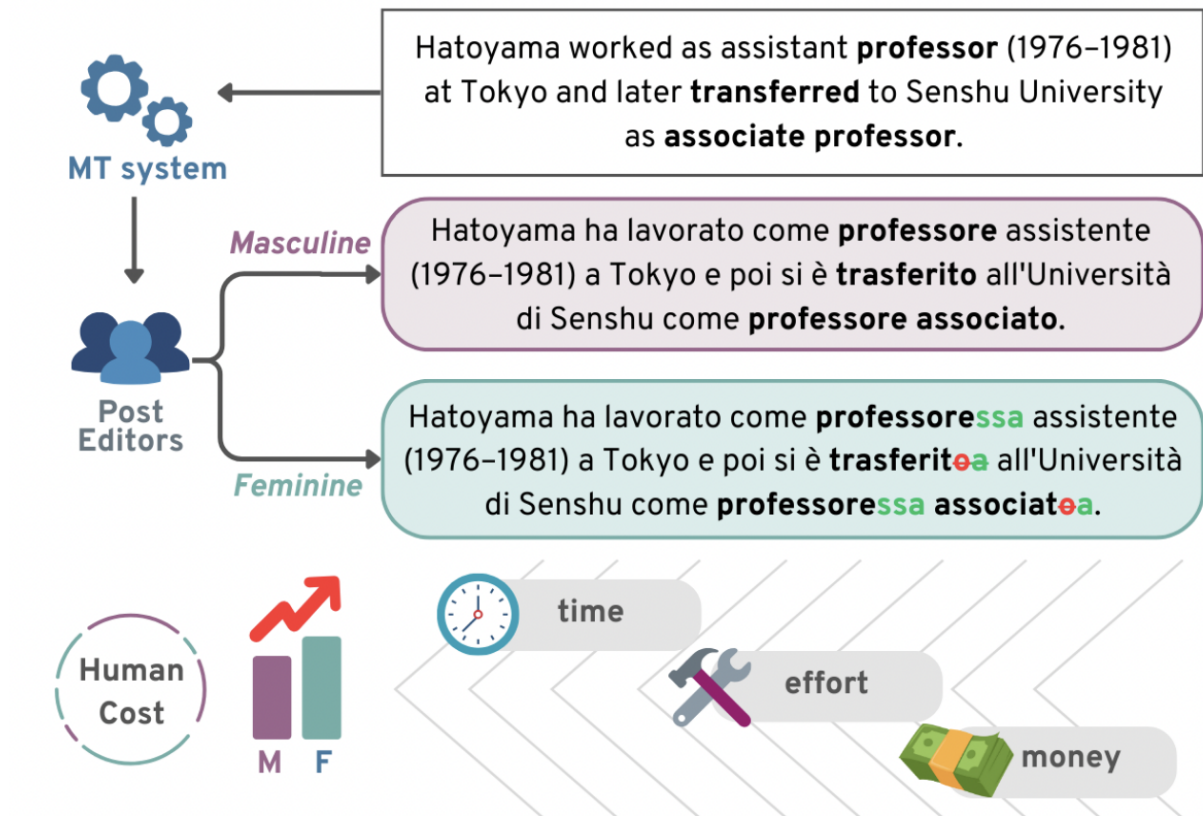 Hatoyama worked as assistant professor (1976–1981)
at Tokyo and later transferred to Senshu University
as associate professor.
MT system
Masculine
Hatoyama ha lavorato come professore assistente
(1976–1981) a Tokyo e poi si è trasferito all'Università
di Senshu come professore associato.
Post
Editors
Feminine
Hatoyama ha lavorato come professoressa assistente
(1976–1981) a Tokyo e poi si è trasferitoa all'Università
di Senshu come professoressa associatoa.
Human
Cost
M F
time
effort
money